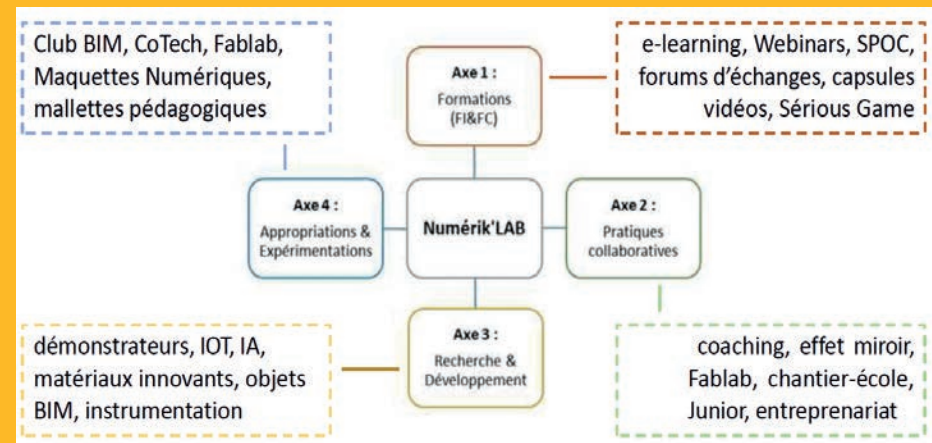 Club BIM, CoTech, Fablab,
Maquettes Numériques,
mallettes pédagogiques
Axe 1 :
Formations
(FI&FC)
e-learning, Webinars, SPOC,
forums d'échanges, capsules
vidéos, Sérious Game
Axe 4 :
Appropriations &
Expérimentations
Numérik'LAB
Axe 2 :
Pratiques
collaboratives
démonstrateurs, IOT, IA,
matériaux innovants, objets
BIM, instrumentation
Axe 3 :
Recherche &
Développement
coaching, effet miroir,
Fablab, chantier-école,
Junior, entreprenariat